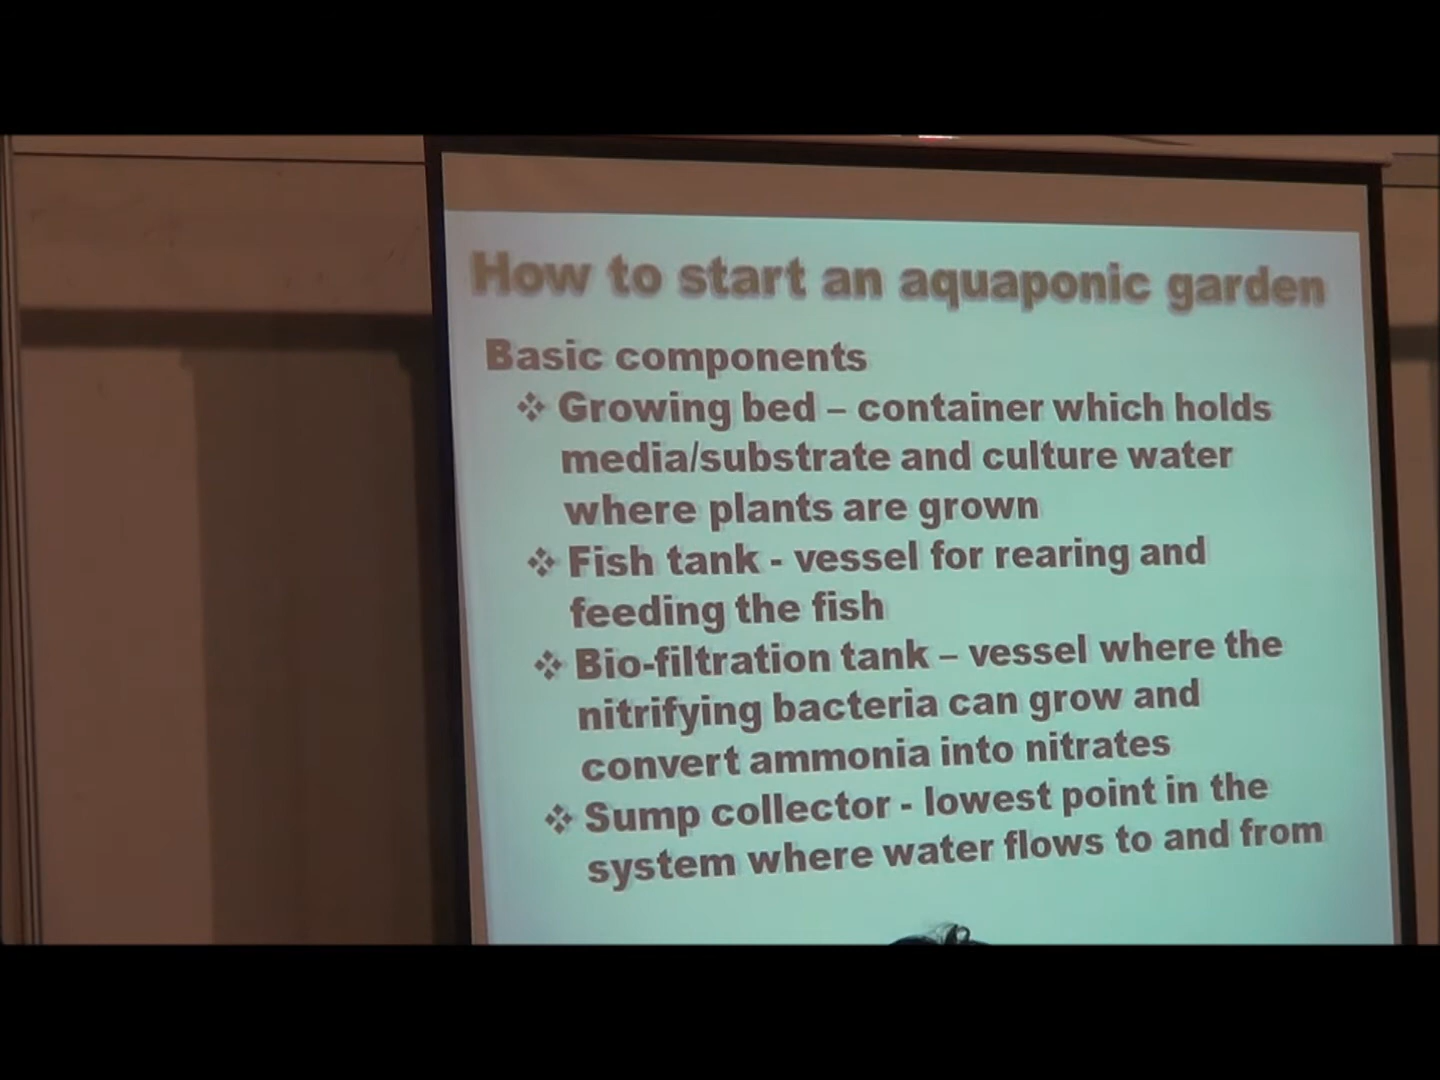 How to start an aquaponic garden
Basic components
❖ Growing bed – container which holds
media/substrate and culture water
where plants are grown
❖ Fish tank - vessel for rearing and
feeding the fish
❖ Bio-filtration tank – vessel where the
nitrifying bacteria can grow and
convert ammonia into nitrates
❖ Sump collector - lowest point in the
system where water flows to and from